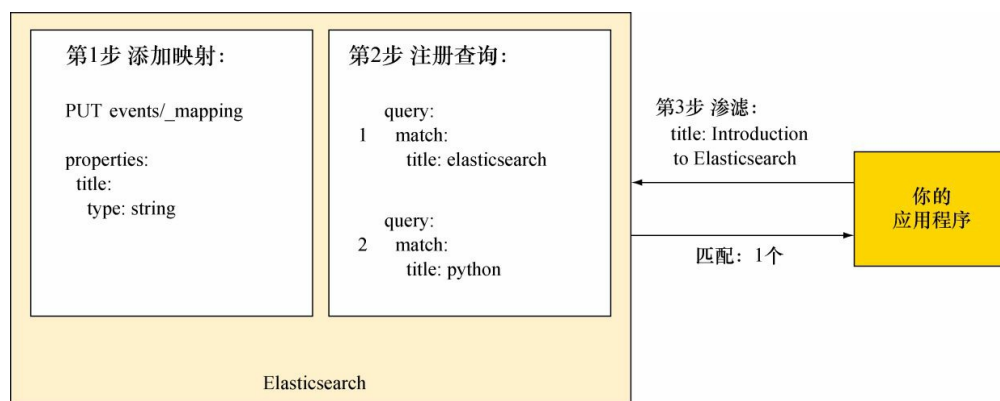 第1步 添加映射：
PUT events/_mapping
properties:
title:
type: string
第2步 注册查询：
query:
1 match:
title: elasticsearch
query:
2 match:
title: python
Elasticsearch
第3步 渗滤：
title: Introduction
to Elasticsearch
匹配：1个
你的
应用程序